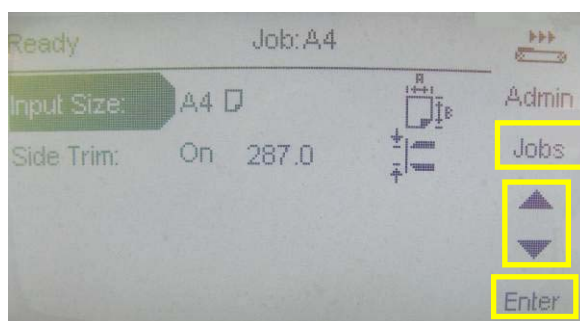 Ready Job: A4
Input Size: A4 A B Admin
Side Trim: On 287.0 Jobs
Enter